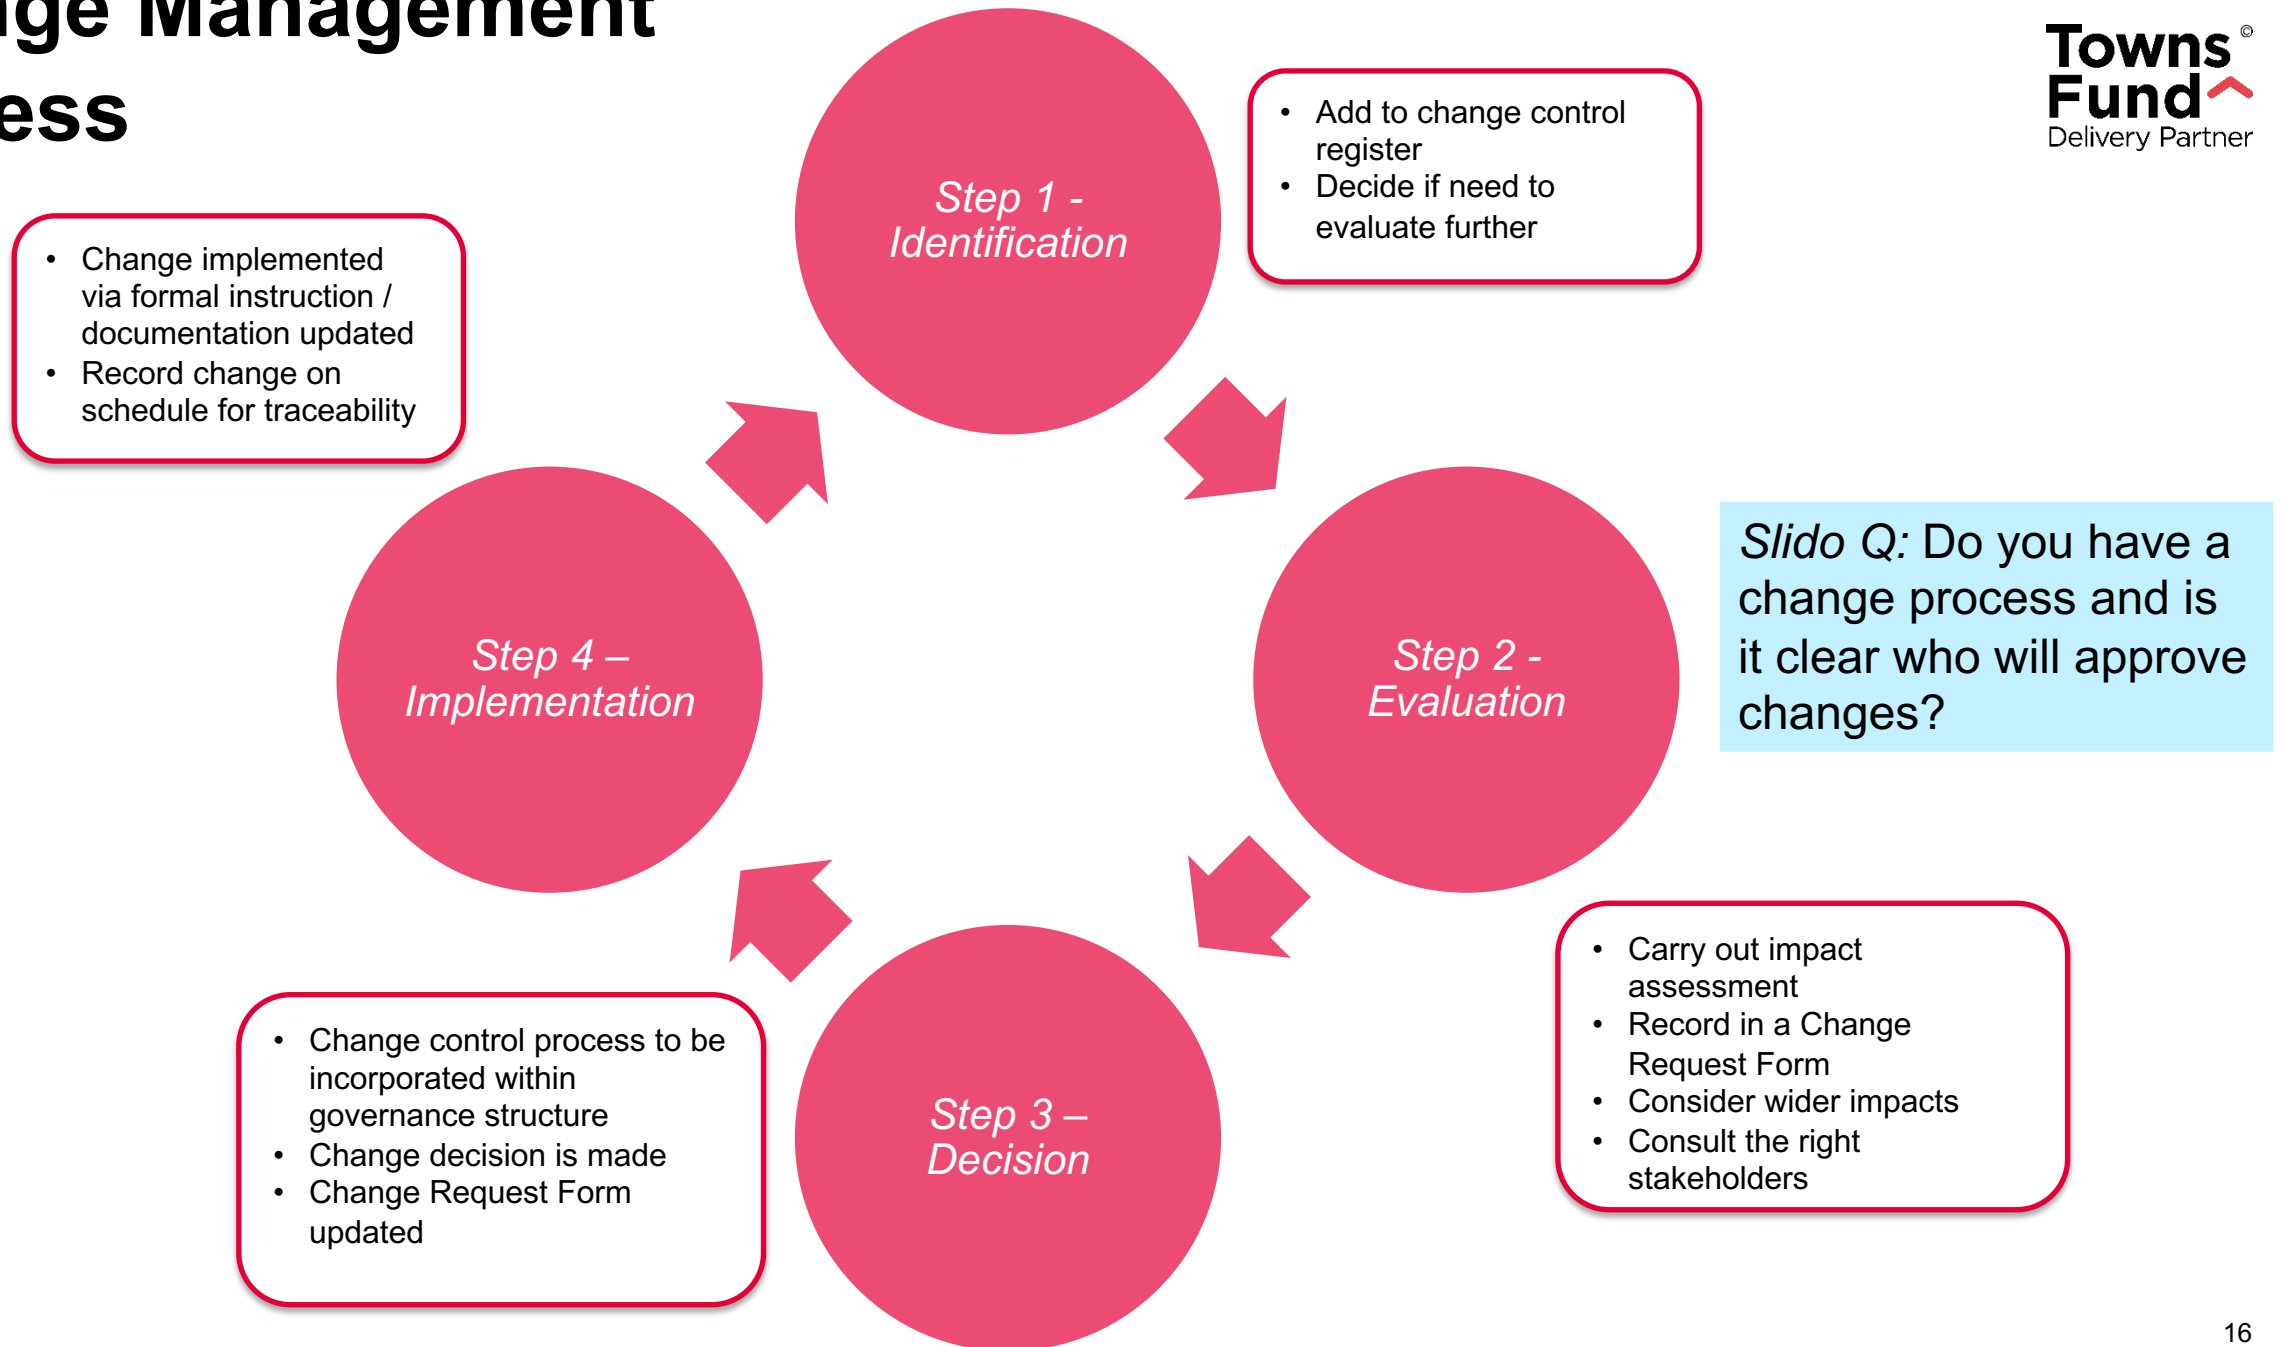 nge Management
ess
Towns©
Fund
Delivery Partner
Step 1 -
Identification
• Add to change control
register
• Decide if need to
evaluate further
• Change implemented
via formal instruction /
documentation updated
• Record change on
schedule for traceability
Step 4 –
Implementation
Step 2 -
Evaluation
Slido Q: Do you have a
change process and is
it clear who will approve
changes?
• Carry out impact
assessment
• Record in a Change
Request Form
• Consider wider impacts
• Consult the right
stakeholders
• Change control process to be
incorporated within
governance structure
• Change decision is made
• Change Request Form
updated
Step 3 –
Decision
16